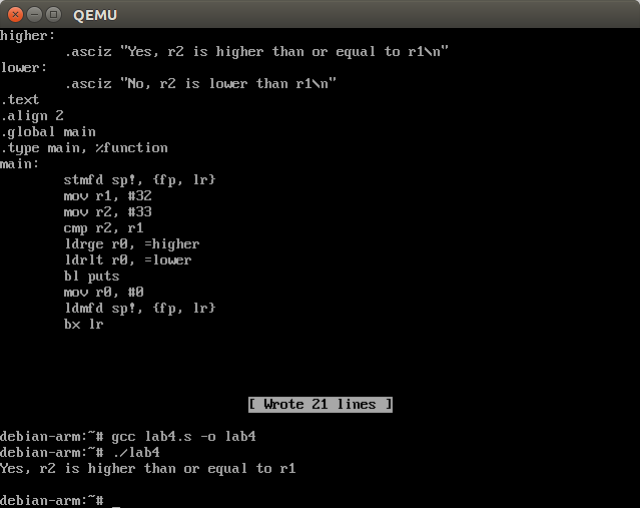 QEMU
higher:
        .asciz "Yes, r2 is higher than or equal to r1\n"
lower:
        .asciz "No, r2 is lower than r1\n"
.text
.align 2
.global main
.type main, %function
main:
        stmfd sp!, {fp, lr}
        mov r1, #32
        mov r2, #33
        cmp r2, r1
        ldrge r0, =higher
        ldrlt r0, =lower
        bl puts
        mov r0, #0
        ldmfd sp!, {fp, lr}
        bx lr
[ Wrote 21 lines ]
debian-arm:~# gcc lab4.s -o lab4
debian-arm:~# ./lab4
Yes, r2 is higher than or equal to r1
debian-arm:~# _